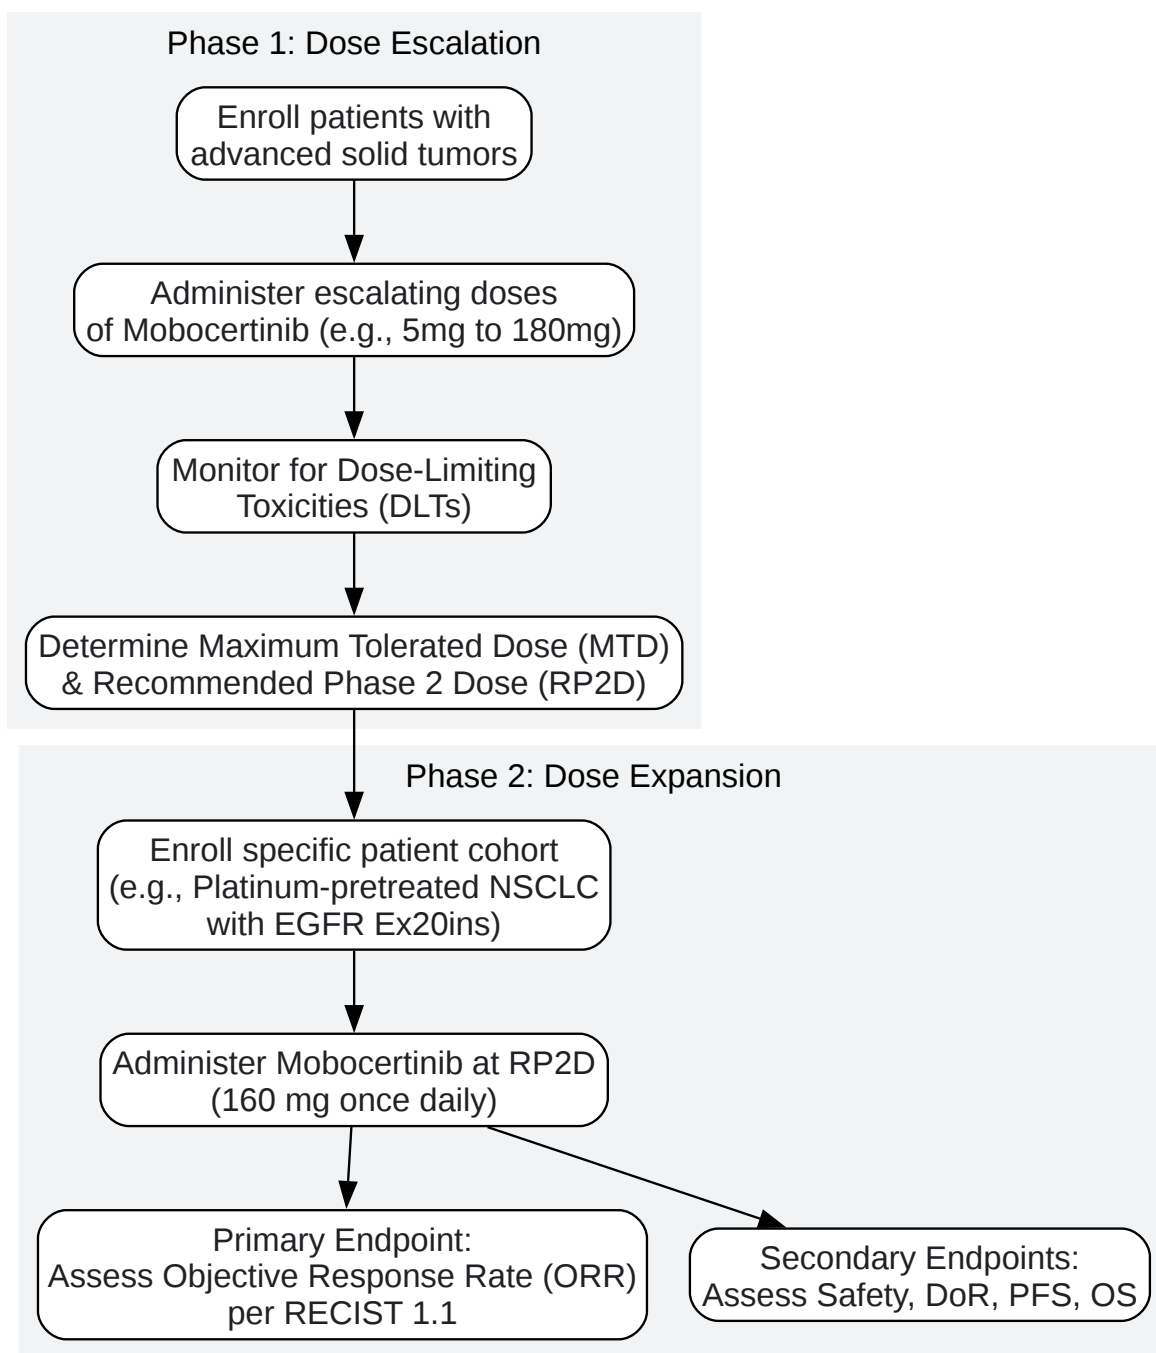 Phase 1: Dose Escalation
Enroll patients with
advanced solid tumors
Administer escalating doses
of Mobocertinib (e.g., 5mg to 180mg)
Monitor for Dose-Limiting
Toxicities (DLTs)
Determine Maximum Tolerated Dose (MTD)
& Recommended Phase 2 Dose (RP2D)
Phase 2: Dose Expansion
Enroll specific patient cohort
(e.g., Platinum-pretreated NSCLC
with EGFR Ex20ins)
Administer Mobocertinib at RP2D
(160 mg once daily)
Primary Endpoint:
Assess Objective Response Rate (ORR)
per RECIST 1.1
Secondary Endpoints:
Assess Safety, DoR, PFS, OS